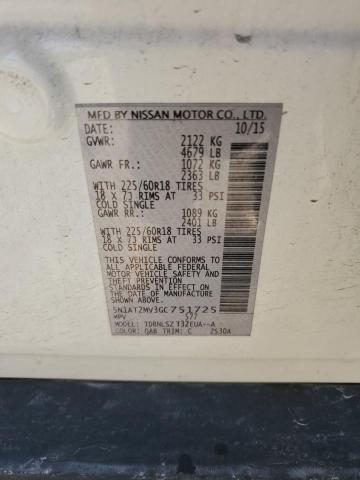 MFD BY NISSAN MOTOR CO., LTD.
DATE: 10/15
GVWR: 2122 KG
4679 LB
GAWR FR.: 1072 KG
2363 LB
WITH 225/60R18 TIRES
18 X 7J RIMS AT 33 PSI
COLD SINGLE
GAWR RR.: 1089 KG
2401 LB
WITH 225/60R18 TIRES
18 X 7J RIMS AT 33 PSI
COLD SINGLE
THIS VEHICLE CONFORMS
TO ALL APPLICABLE FEDERAL
MOTOR VEHICLE SAFETY AND
THEFT PREVENTION STANDARDS
IN EFFECT ON THE DATE OF
MANUFACTURE SHOWN ABOVE.
5N1AT2MV3GC751725
MPV 577
MODEL: TDRNLSZ T32EUA--A
COLOR: QAB TRIM: C 2530A